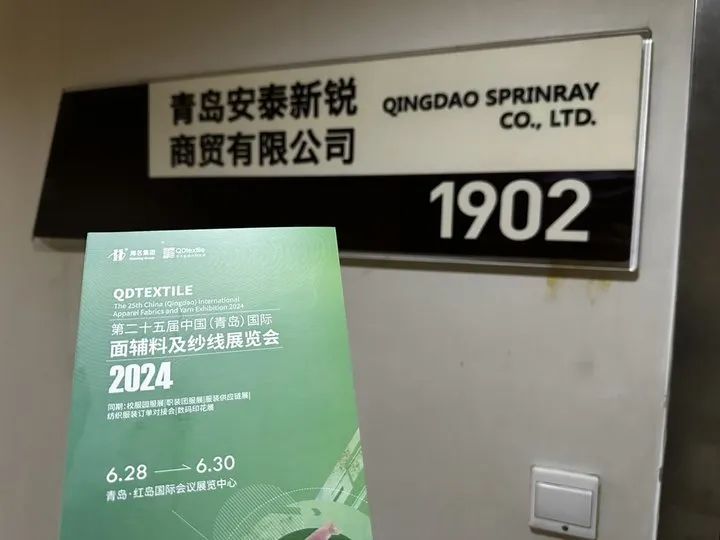 青岛安泰新锐
商贸有限公司
QINGDAO SPRINRAY
CO., LTD.
1902
海名集团
QDtextile
QDTEXTILE
The 25th China (Qingdao) International
Apparel Fabrics and Yarn Exhibition 2024
第二十五届中国(青岛)国际
面辅料及纱线展览会
2024
同期:校服园服展|职装团服展|服装供应链展|
纺织服装订单对接会|数码印花展
6.28 6.30
青岛·红岛国际会议展览中心